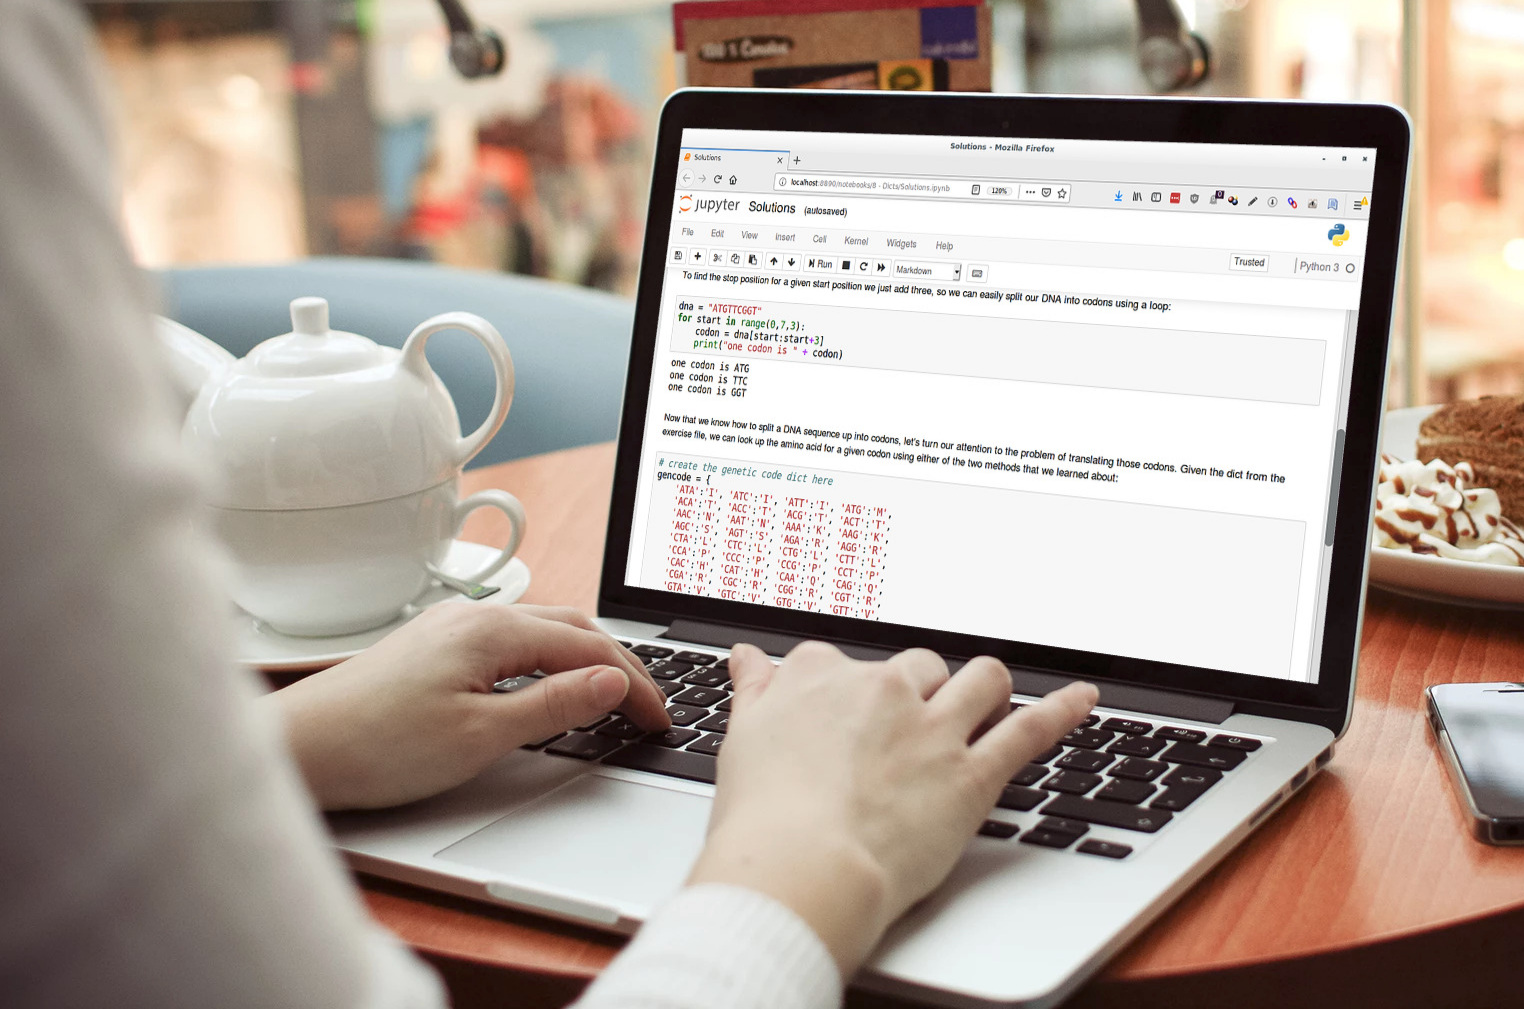 Solutions - Mozilla Firefox
Solutions
localhost:8890/notebooks/8 - Dicts/Solutions.ipynb
120%
jupyter Solutions (autosaved)
File Edit View Insert Cell Kernel Widgets Help
Trusted
Python 3
Run
Markdown
To find the stop position for a given start position we just add three, so we can easily split our DNA into codons using a loop:
dna = "ATGTTCGGT"
for start in range(0,7,3):
codon = dna[start:start+3]
print("one codon is " + codon)
one codon is ATG
one codon is TTC
one codon is GGT
Now that we know how to split a DNA sequence up into codons, let's turn our attention to the problem of translating those codons. Given the dict from the
exercise file, we can look up the amino acid for a given codon using either of the two methods that we learned about:
# create the genetic code dict here
gencode = {
'ATA':'I', 'ATC':'I', 'ATT':'I', 'ATG':'M',
'ACA':'T', 'ACC':'T', 'ACG':'T', 'ACT':'T',
'AAC':'N', 'AAT':'N', 'AAA':'K', 'AAG':'K',
'AGC':'S', 'AGT':'S', 'AGA':'R', 'AGG':'R',
'CTA':'L', 'CTC':'L', 'CTG':'L', 'CTT':'L',
'CCA':'P', 'CCC':'P', 'CCG':'P', 'CCT':'P',
'CAC':'H', 'CAT':'H', 'CAA':'Q', 'CAG':'Q',
'CGA':'R', 'CGC':'R', 'CGG':'R', 'CGT':'R',
'GTA':'V', 'GTC':'V', 'GTG':'V', 'GTT':'V',
E
D
X
V